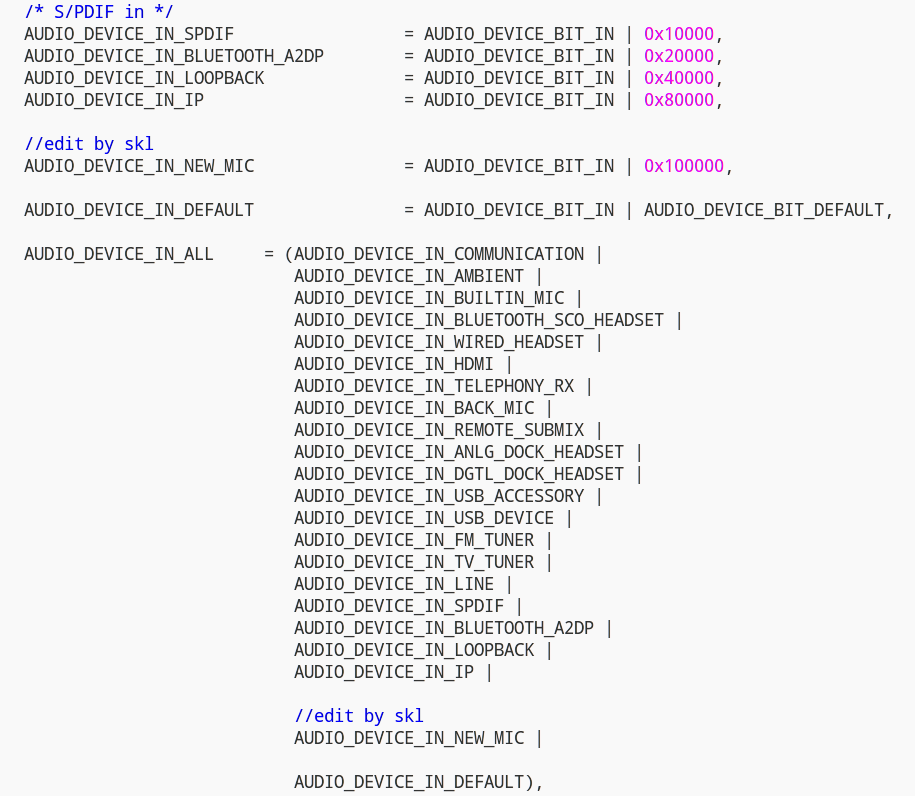 /* S/PDIF in */
AUDIO_DEVICE_IN_SPDIF = AUDIO_DEVICE_BIT_IN | 0x10000,
AUDIO_DEVICE_IN_BLUETOOTH_A2DP = AUDIO_DEVICE_BIT_IN | 0x20000,
AUDIO_DEVICE_IN_LOOPBACK = AUDIO_DEVICE_BIT_IN | 0x40000,
AUDIO_DEVICE_IN_IP = AUDIO_DEVICE_BIT_IN | 0x80000,
//edit by skl
AUDIO_DEVICE_IN_NEW_MIC = AUDIO_DEVICE_BIT_IN | 0x100000,
AUDIO_DEVICE_IN_DEFAULT = AUDIO_DEVICE_BIT_IN | AUDIO_DEVICE_BIT_DEFAULT,
AUDIO_DEVICE_IN_ALL = (AUDIO_DEVICE_IN_COMMUNICATION |
AUDIO_DEVICE_IN_AMBIENT |
AUDIO_DEVICE_IN_BUILTIN_MIC |
AUDIO_DEVICE_IN_BLUETOOTH_SCO_HEADSET |
AUDIO_DEVICE_IN_WIRED_HEADSET |
AUDIO_DEVICE_IN_HDMI |
AUDIO_DEVICE_IN_TELEPHONY_RX |
AUDIO_DEVICE_IN_BACK_MIC |
AUDIO_DEVICE_IN_REMOTE_SUBMIX |
AUDIO_DEVICE_IN_ANLG_DOCK_HEADSET |
AUDIO_DEVICE_IN_DGTL_DOCK_HEADSET |
AUDIO_DEVICE_IN_USB_ACCESSORY |
AUDIO_DEVICE_IN_USB_DEVICE |
AUDIO_DEVICE_IN_FM_TUNER |
AUDIO_DEVICE_IN_TV_TUNER |
AUDIO_DEVICE_IN_LINE |
AUDIO_DEVICE_IN_SPDIF |
AUDIO_DEVICE_IN_BLUETOOTH_A2DP |
AUDIO_DEVICE_IN_LOOPBACK |
AUDIO_DEVICE_IN_IP |
//edit by skl
AUDIO_DEVICE_IN_NEW_MIC |
AUDIO_DEVICE_IN_DEFAULT),